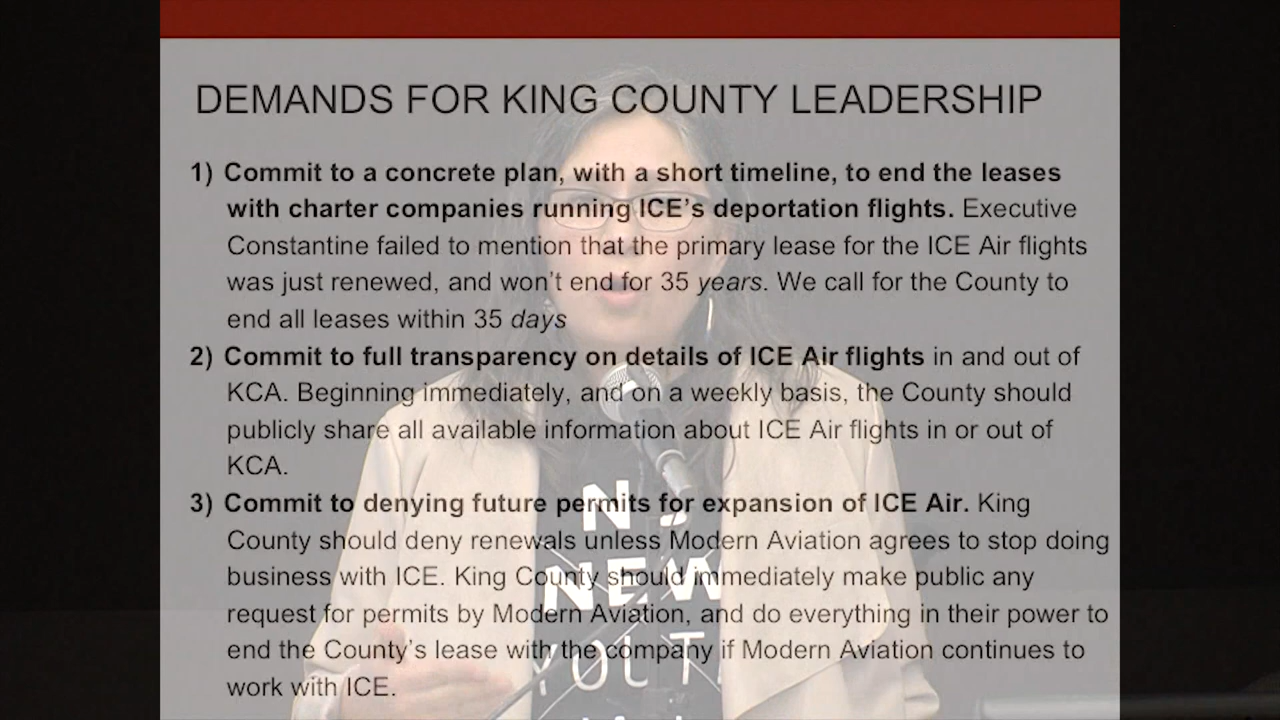 DEMANDS FOR KING COUNTY LEADERSHIP
1) Commit to a concrete plan, with a short timeline, to end the leases
with charter companies running ICE's deportation flights. Executive
Constantine failed to mention that the primary lease for the ICE Air flights
was just renewed, and won't end for 35 years. We call for the County to
end all leases within 35 days
2) Commit to full transparency on details of ICE Air flights in and out of
KCA. Beginning immediately, and on a weekly basis, the County should
publicly share all available information about ICE Air flights in or out of
KCA.
3) Commit to denying future permits for expansion of ICE Air. King
County should deny renewals unless Modern Aviation agrees to stop doing
business with ICE. King County should immediately make public any
request for permits by Modern Aviation, and do everything in their power to
end the County's lease with the company if Modern Aviation continues to
work with ICE.
NEW